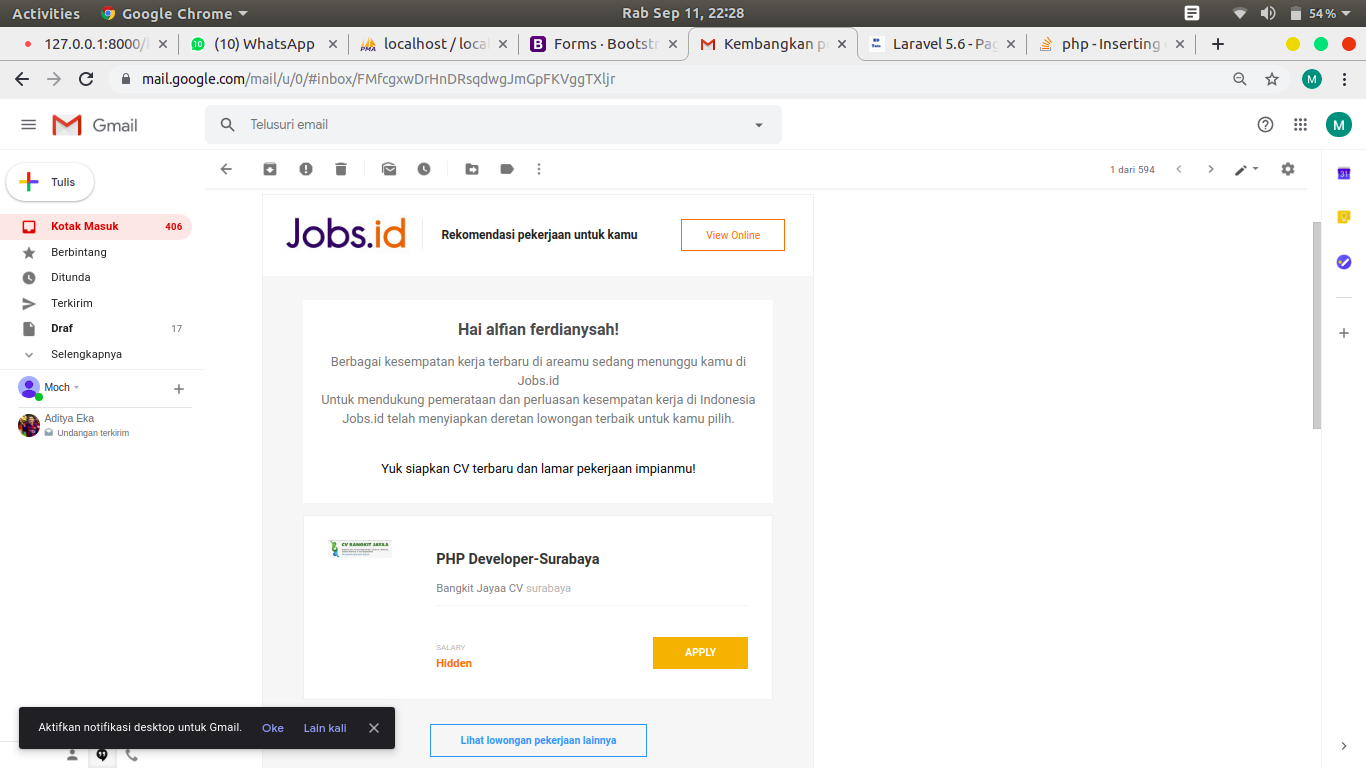 Activities
Google Chrome
Rab Sep 11, 22:28
54 %
127.0.0.1:8000/
(10) WhatsApp
localhost / loca
Forms · Bootst
Kembangkan p
Laravel 5.6 - Pag
php - Inserting
mail.google.com/mail/u/0/#inbox/FMfcgxwDrHnDRsqdwgJmGpFKVggTXljr
M
Gmail
Telusuri email
M
Tulis
1 dari 594
31
Kotak Masuk 406
Berbintang
Ditunda
Terkirim
Draf 17
Selengkapnya
Moch
Aditya Eka
Undangan terkirim
Jobs.id
Rekomendasi pekerjaan untuk kamu
View Online
Hai alfian ferdianysah!
Berbagai kesempatan kerja terbaru di areamu sedang menunggu kamu di
Jobs.id
Untuk mendukung pemerataan dan perluasan kesempatan kerja di Indonesia
Jobs.id telah menyiapkan deretan lowongan terbaik untuk kamu pilih.
Yuk siapkan CV terbaru dan lamar pekerjaan impianmu!
CV BANGKIT JAYAA
PHP Developer-Surabaya
Bangkit Jayaa CV surabaya
SALARY
Hidden
APPLY
Lihat lowongan pekerjaan lainnya
Aktifkan notifikasi desktop untuk Gmail. Oke Lain kali